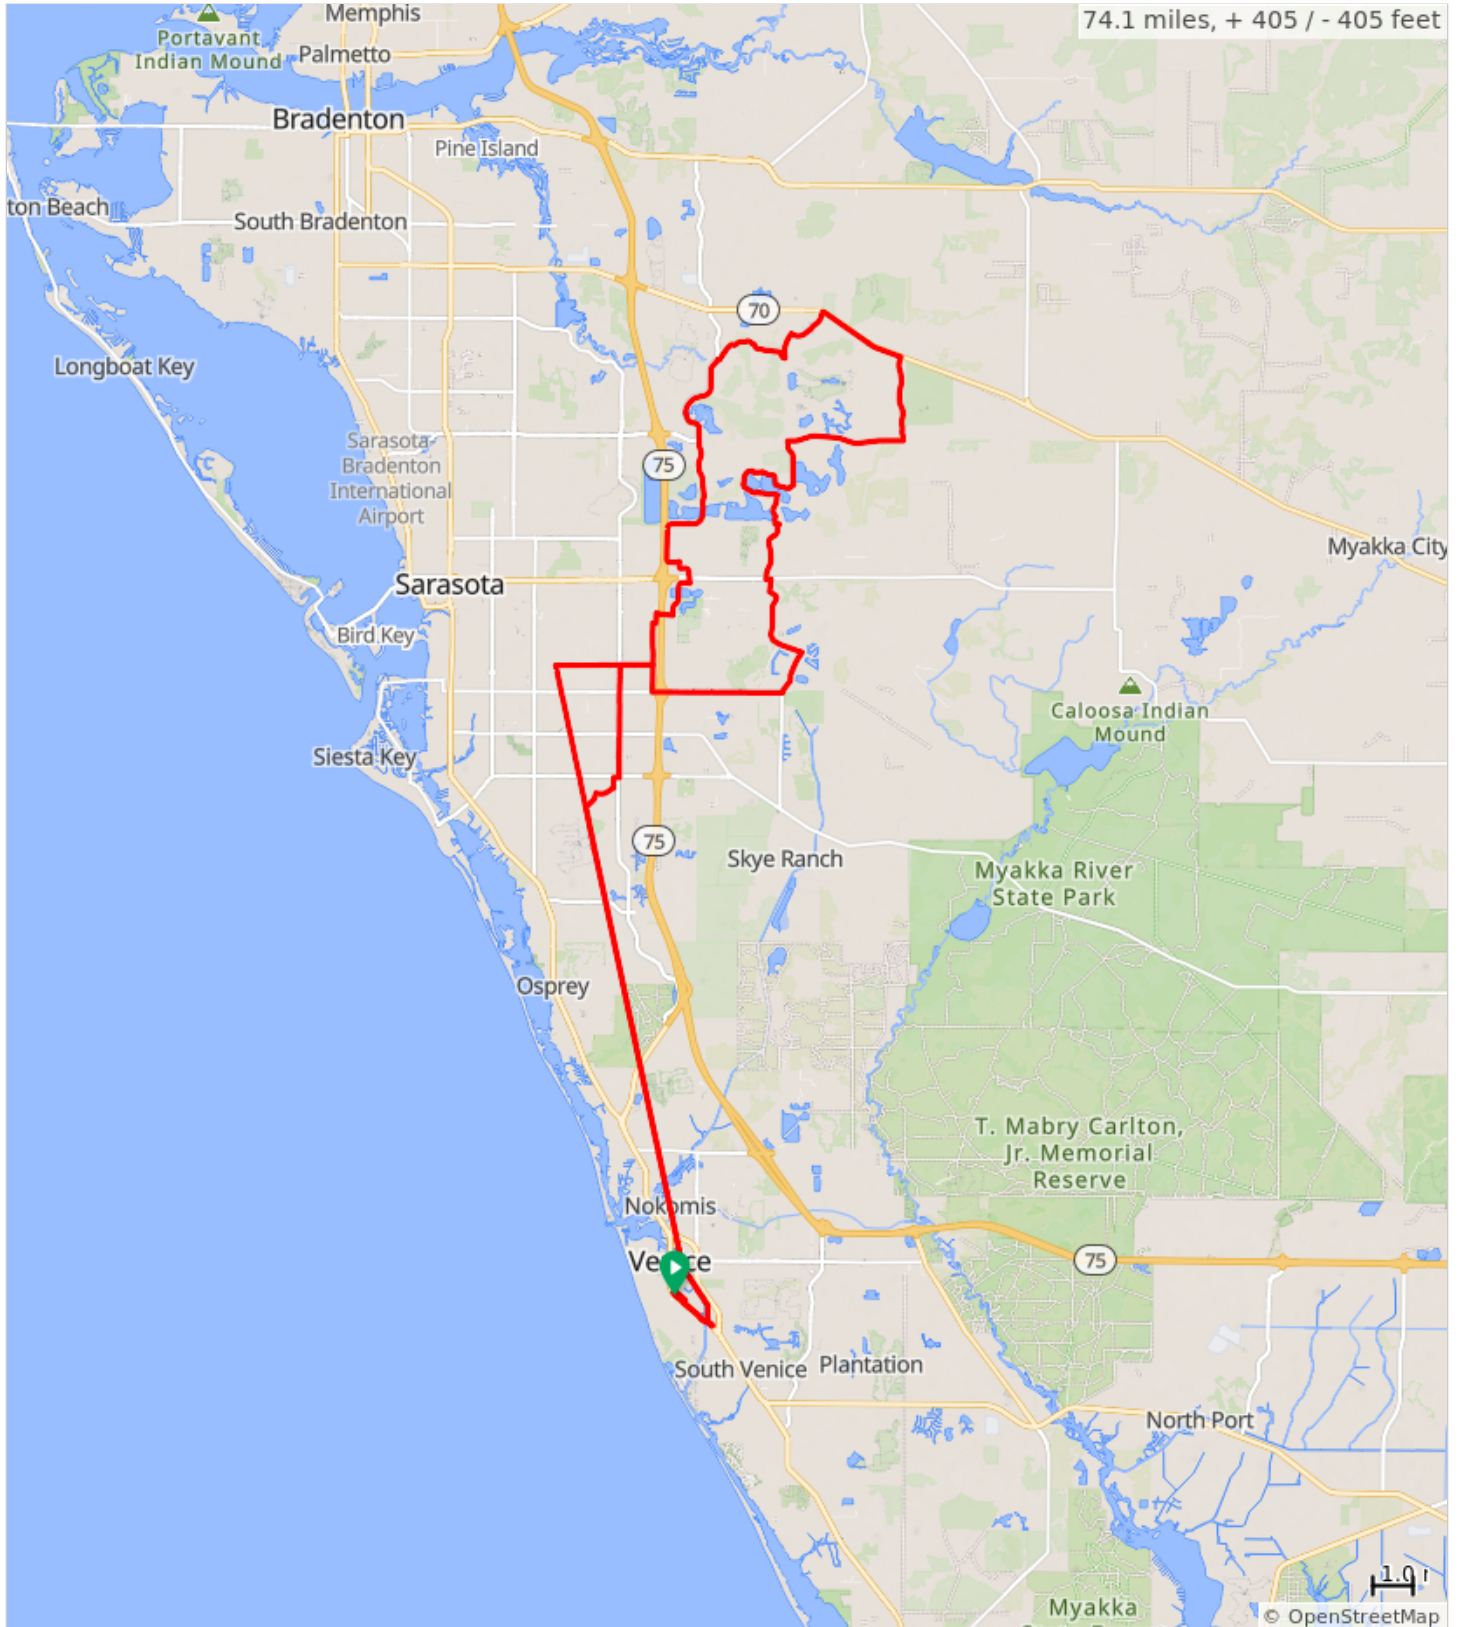 Memphis
74.1 miles, + 405 / - 405 feet
Portavant
Indian Mound
Palmetto
Bradenton
Pine Island
ton Beach
South Bradenton
70
Longboat Key
Sarasota-
Bradenton
International
Airport
75
Myakka City
Sarasota
Bird Key
Caloosa Indian
Mound
Siesta Key
75
Skye Ranch
Myakka River
State Park
Osprey
T. Mabry Carlton,
Jr. Memorial
Reserve
Nokomis
Venice
75
South Venice
Plantation
North Port
1.0
Myakka
© OpenStreetMap